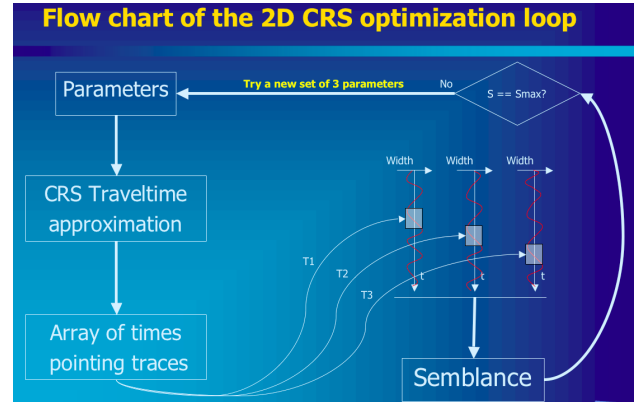 Flow chart of the 2D CRS optimization loop
Parameters
Try a new set of 3 parameters
No
S == Smax?
CRS Traveltime
approximation
Width
Width
Width
T1
T2
T3
t
t
t
Array of times
pointing traces
Semblance